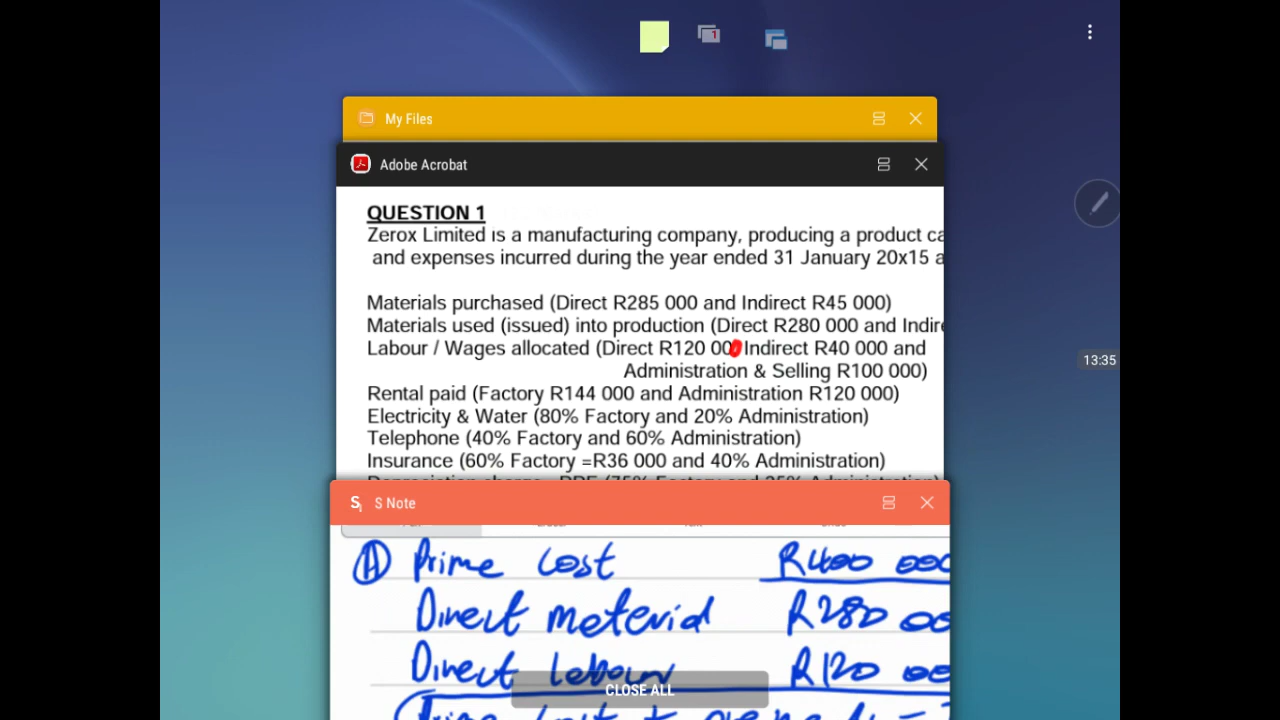 1
My Files
Adobe Acrobat
QUESTION 1
Zerox Limited is a manufacturing company, producing a product ca
and expenses incurred during the year ended 31 January 20x15 a
Materials purchased (Direct R285 000 and Indirect R45 000)
Materials used (issued) into production (Direct R280 000 and Indire
Labour / Wages allocated (Direct R120 00 Indirect R40 000 and
13:35
Administration & Selling R100 000)
Rental paid (Factory R144 000 and Administration R120 000)
Electricity & Water (80% Factory and 20% Administration)
Telephone (40% Factory and 60% Administration)
Insurance (60% Factory =R36 000 and 40% Administration)
S Note
A Prime cost R400 000
Direct material R280 00
Direct labour R120 00
CLOSE ALL
Prime cost +